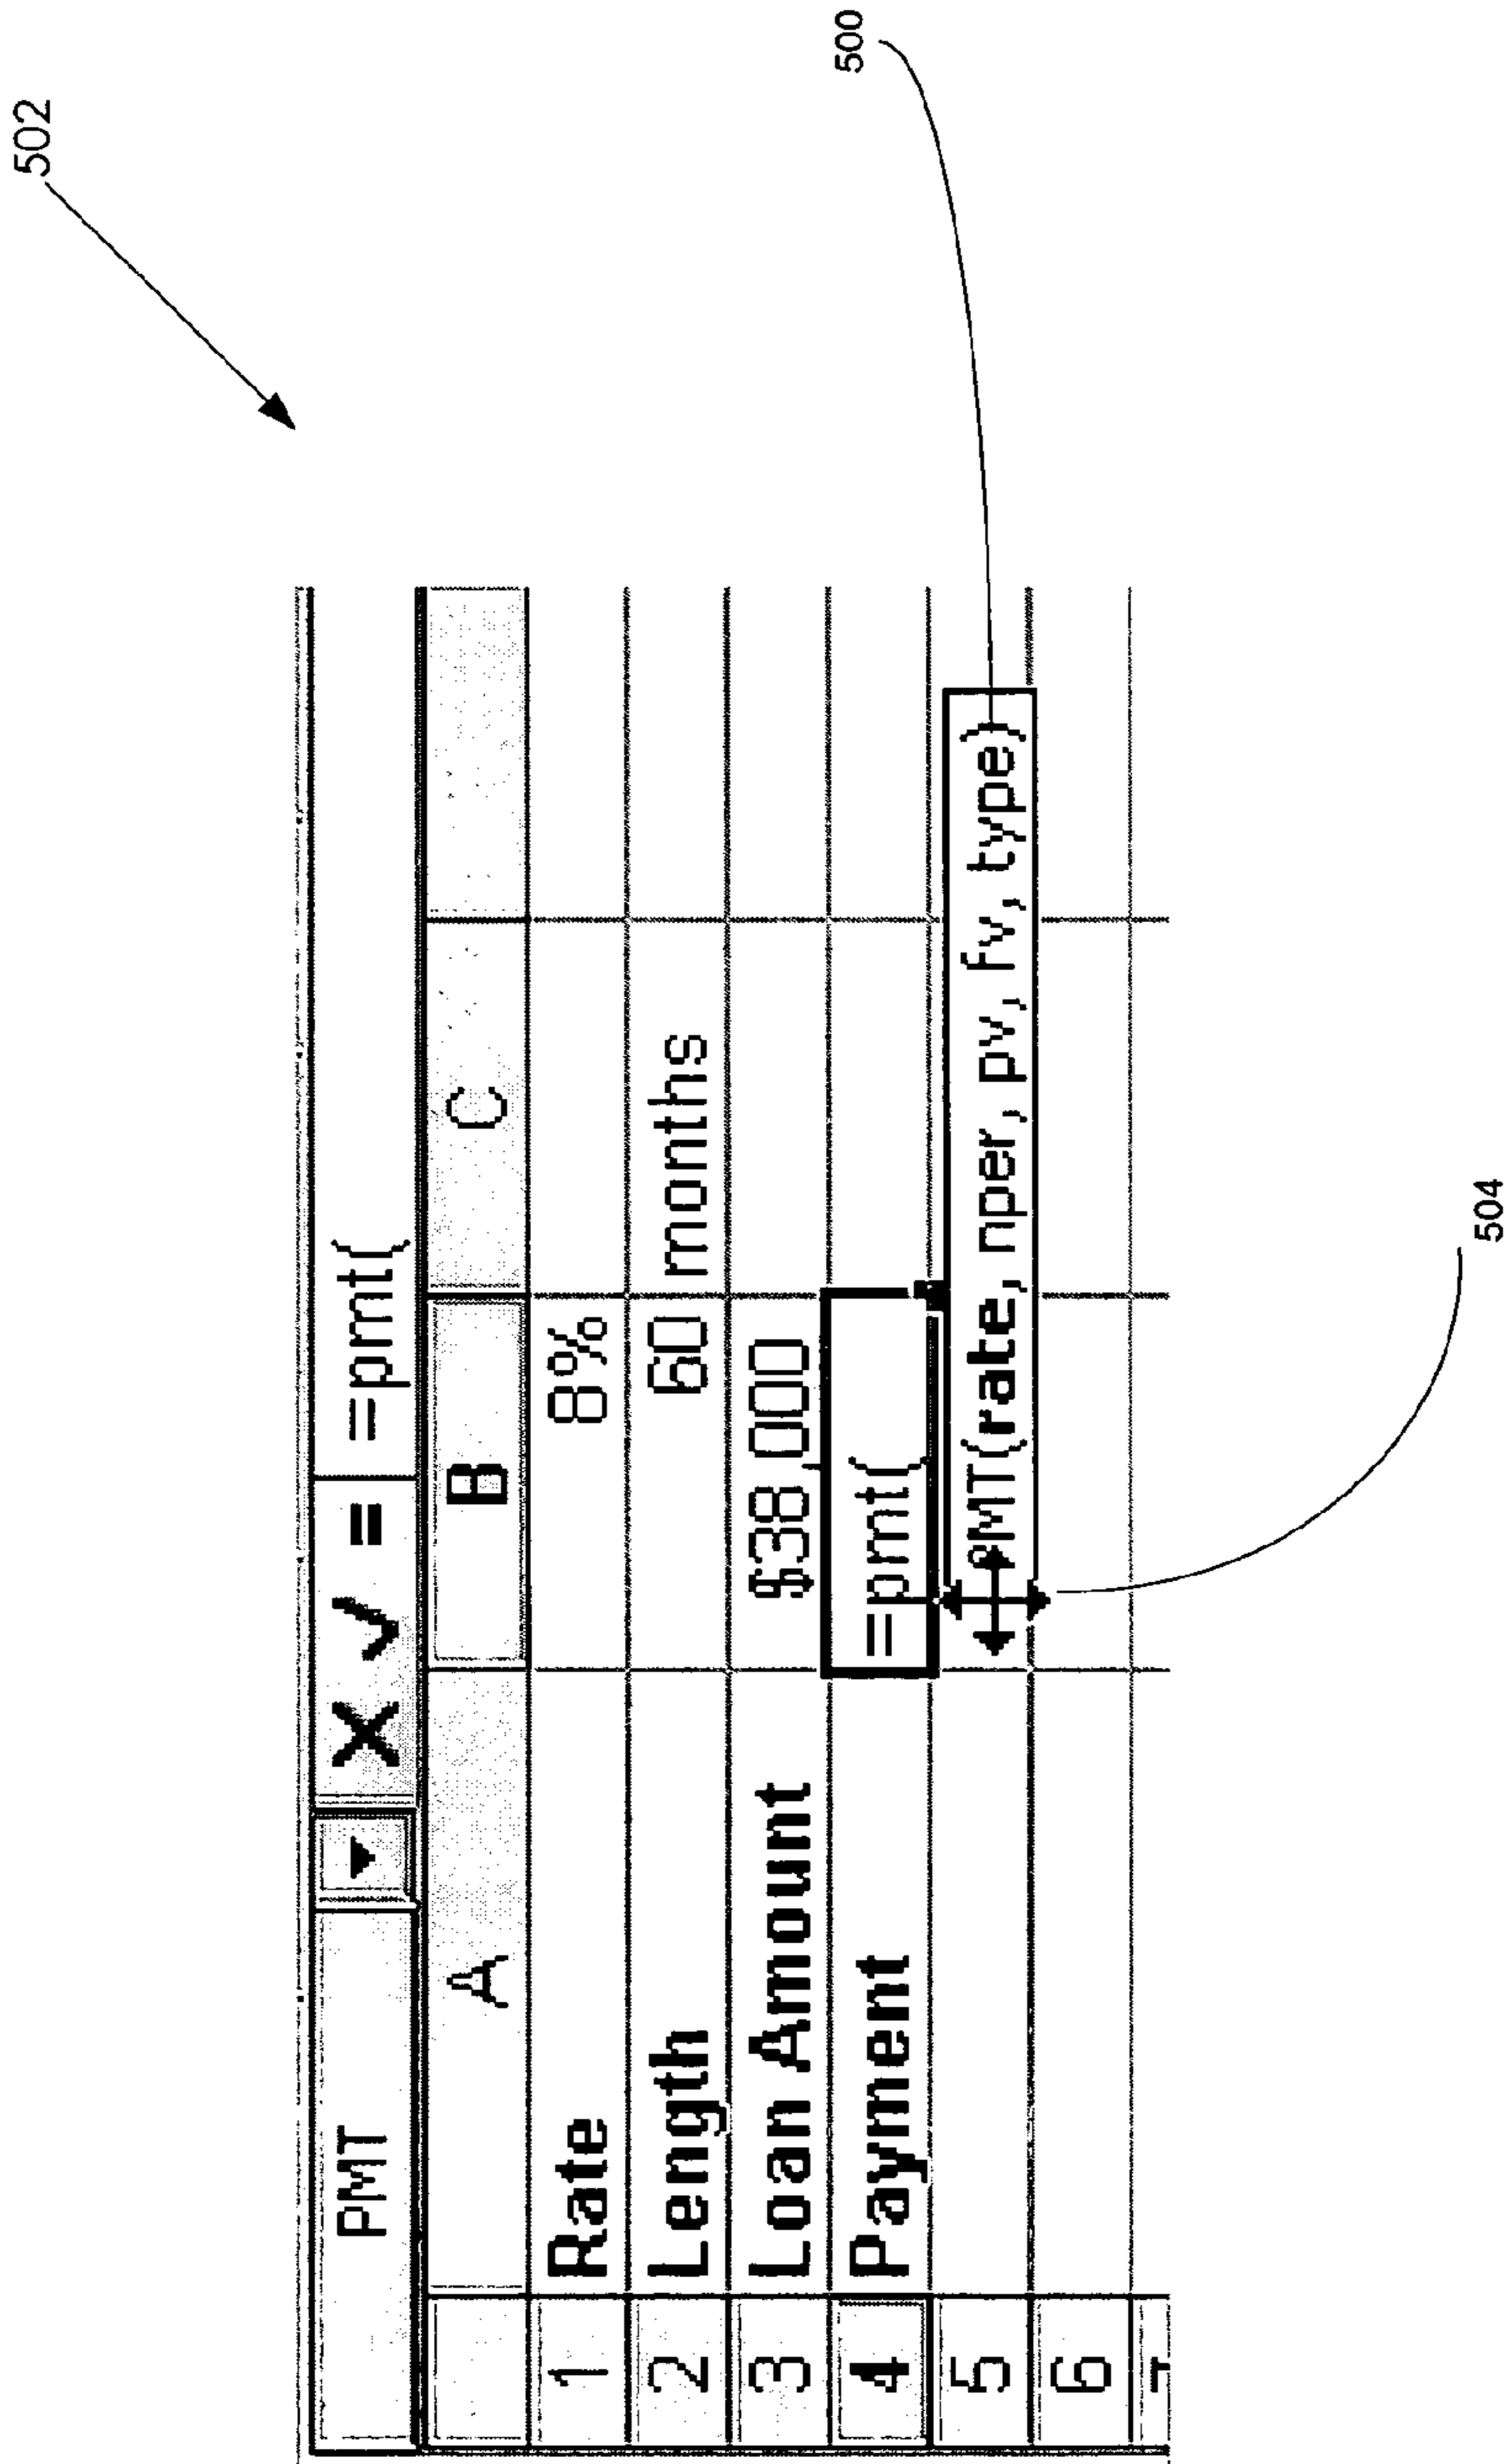 502
PMT X √ = =pmt(
A B C
1 Rate 8%
2 Length 60 months
3 Loan Amount $38,000
4 Payment =pmt(
5 PMT(rate, nper, pv, fv, type)
6
500
504